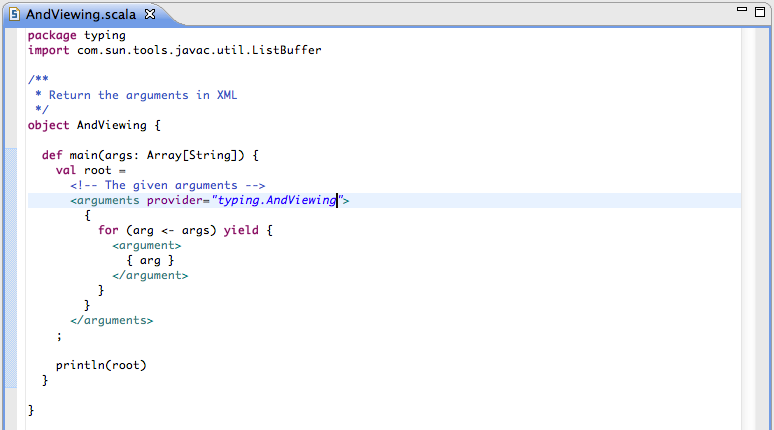 AndViewing.scala
package typing
import com.sun.tools.javac.util.ListBuffer
/**
 * Return the arguments in XML
 */
object AndViewing {
  def main(args: Array[String]) {
    val root =
      <!-- The given arguments -->
      <arguments provider="typing.AndViewing">
        {
          for (arg <- args) yield {
            <argument>
              { arg }
            </argument>
          }
        }
      </arguments>
    ;
    println(root)
  }
}